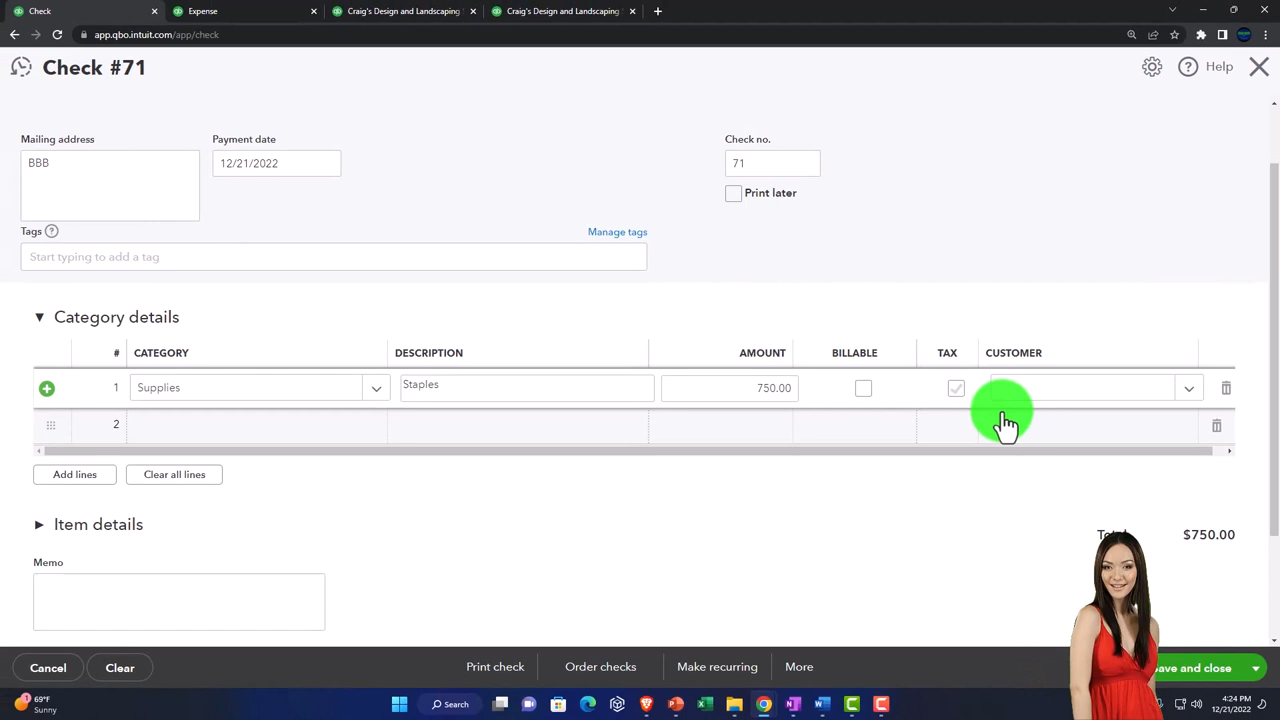 Check
Expense
Craig's Design and Landscaping
Craig's Design and Landscaping
app.qbo.intuit.com/app/check
Check #71
Help
Mailing address
Payment date
Check no.
BBB
12/21/2022
71
Print later
Tags
Manage tags
Start typing to add a tag
Category details
# CATEGORY DESCRIPTION AMOUNT BILLABLE TAX CUSTOMER
1 Supplies Staples 750.00
2
Add lines
Clear all lines
Item details
$750.00
Memo
Cancel
Clear
Print check
Order checks
Make recurring
More
and close
1
69°F
Sunny
Search
4:24 PM
12/21/2022